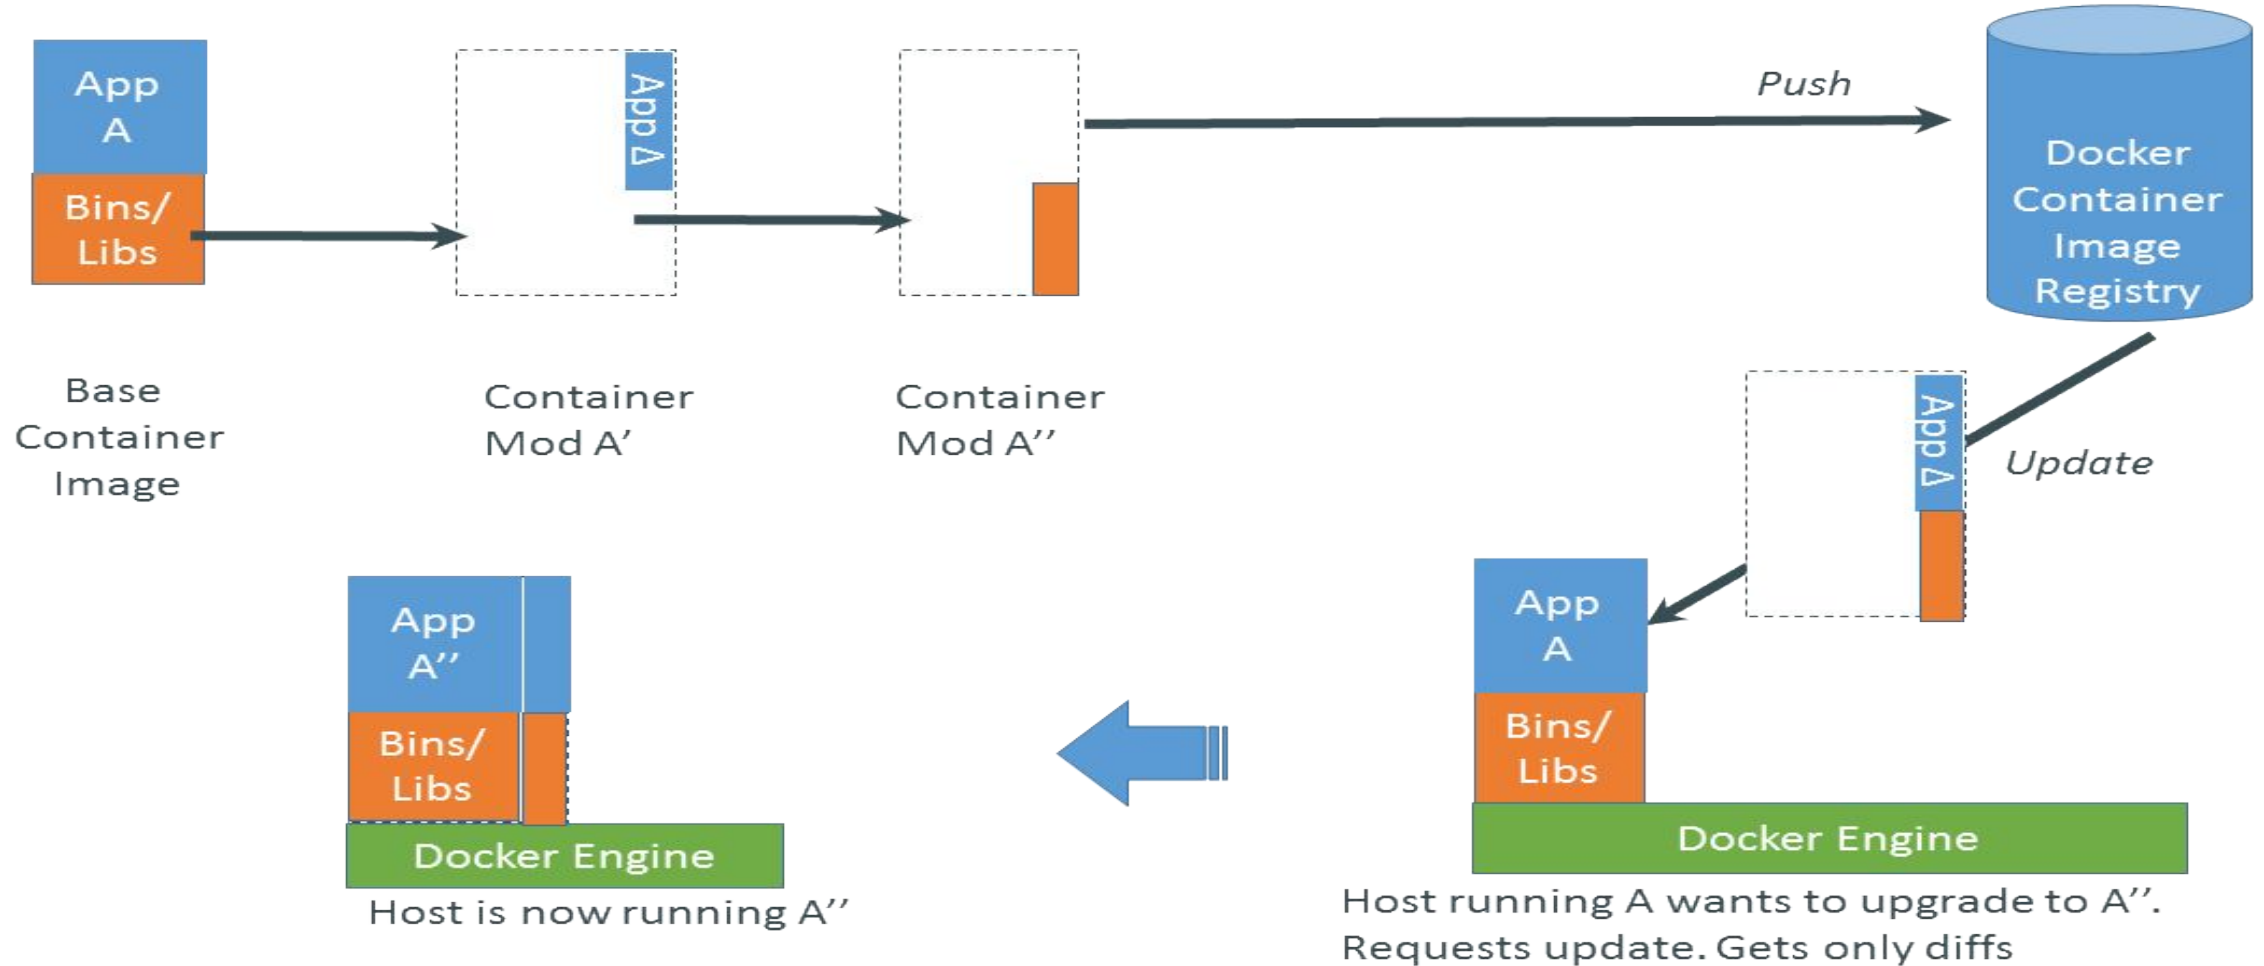 App
A
Bins/
Libs
App Δ
Push
Docker
Container
Image
Registry
Base
Container
Image
Container
Mod A’
Container
Mod A’’
App Δ
Update
App
A’’
Bins/
Libs
Docker Engine
Host is now running A’’
App
A
Bins/
Libs
Docker Engine
Host running A wants to upgrade to A’’.
Requests update. Gets only diffs